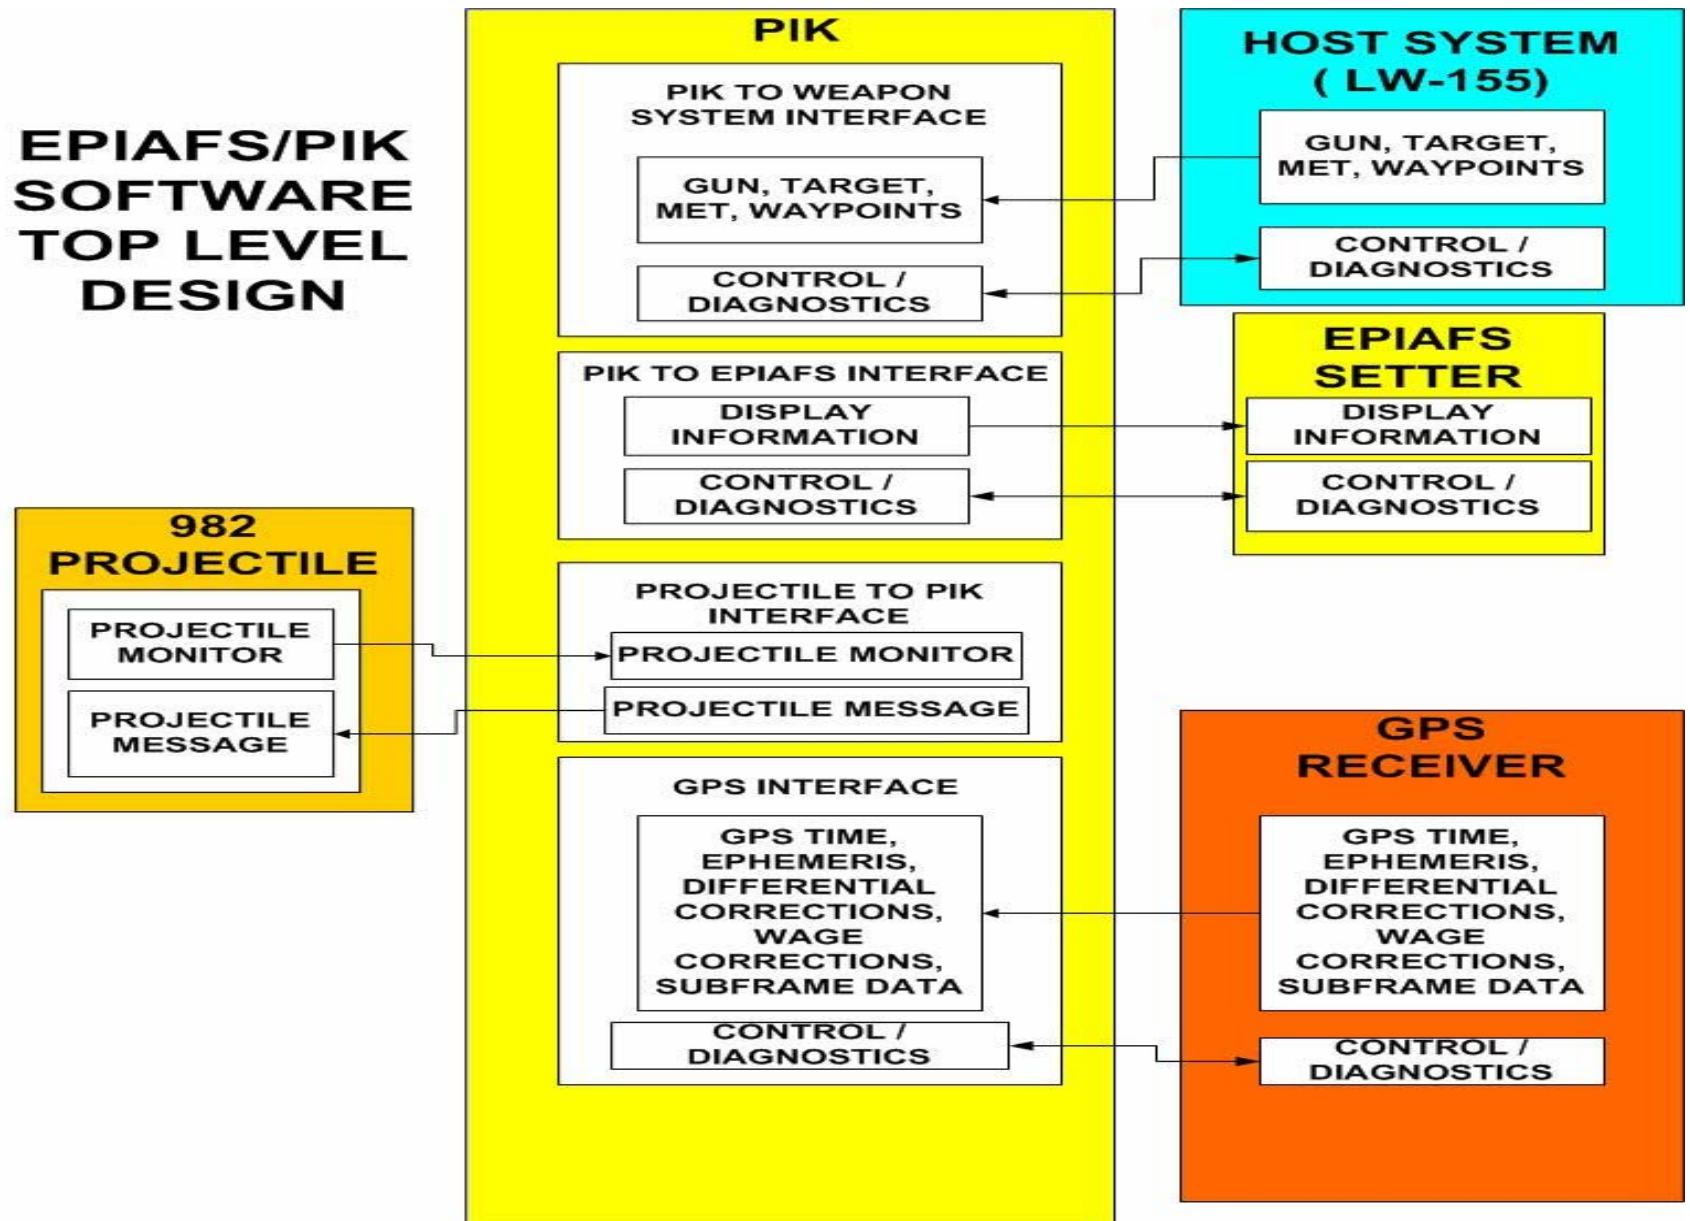 EPIAFS/PIK
SOFTWARE
TOP LEVEL
DESIGN
PIK
PIK TO WEAPON
SYSTEM INTERFACE
GUN, TARGET,
MET, WAYPOINTS
CONTROL /
DIAGNOSTICS
PIK TO EPIAFS INTERFACE
DISPLAY
INFORMATION
CONTROL /
DIAGNOSTICS
PROJECTILE TO PIK
INTERFACE
PROJECTILE MONITOR
PROJECTILE MESSAGE
GPS INTERFACE
GPS TIME,
EPHEMERIS,
DIFFERENTIAL
CORRECTIONS,
WAGE
CORRECTIONS,
SUBFRAME DATA
CONTROL /
DIAGNOSTICS
HOST SYSTEM
( LW-155)
GUN, TARGET,
MET, WAYPOINTS
CONTROL /
DIAGNOSTICS
EPIAFS
SETTER
DISPLAY
INFORMATION
CONTROL /
DIAGNOSTICS
982
PROJECTILE
PROJECTILE
MONITOR
PROJECTILE
MESSAGE
GPS
RECEIVER
GPS TIME,
EPHEMERIS,
DIFFERENTIAL
CORRECTIONS,
WAGE
CORRECTIONS,
SUBFRAME DATA
CONTROL /
DIAGNOSTICS